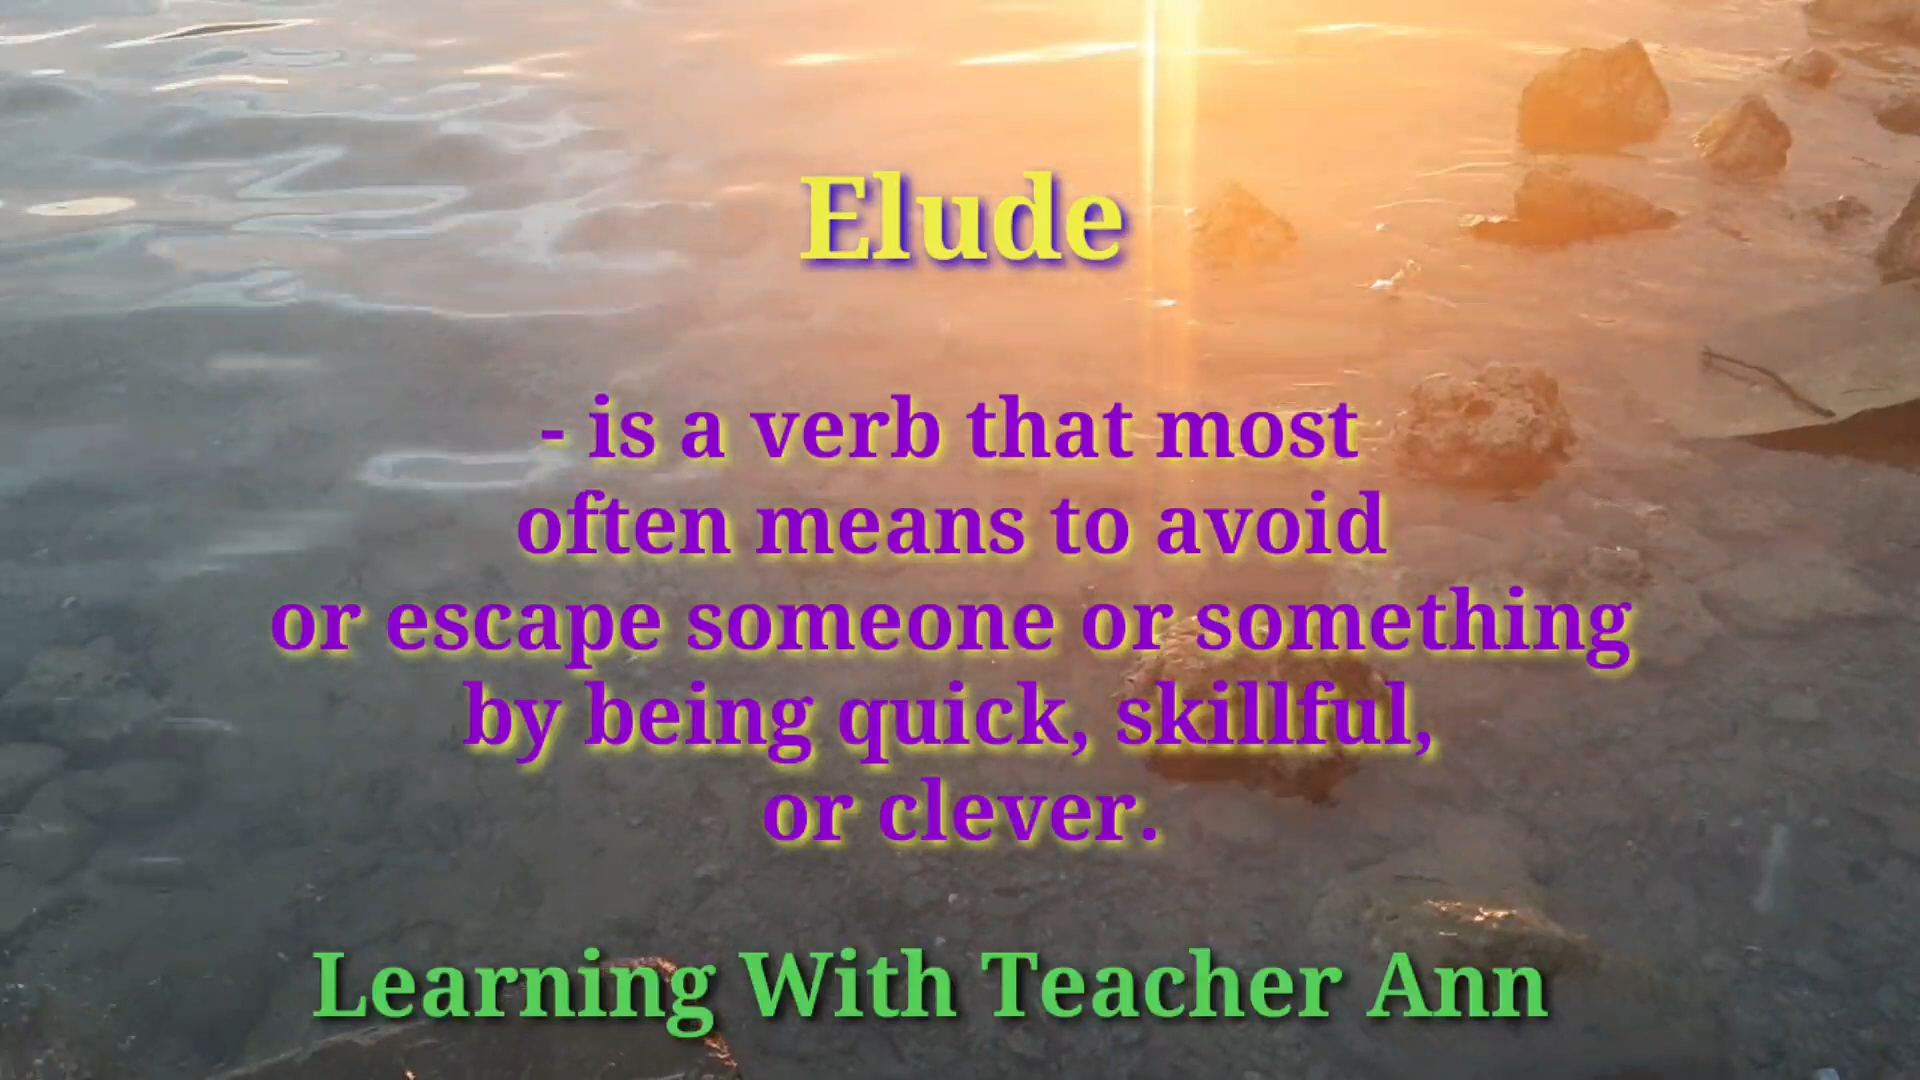 Elude
- is a verb that most
often means to avoid
or escape someone or something
by being quick, skillful,
or clever.
Learning With Teacher Ann